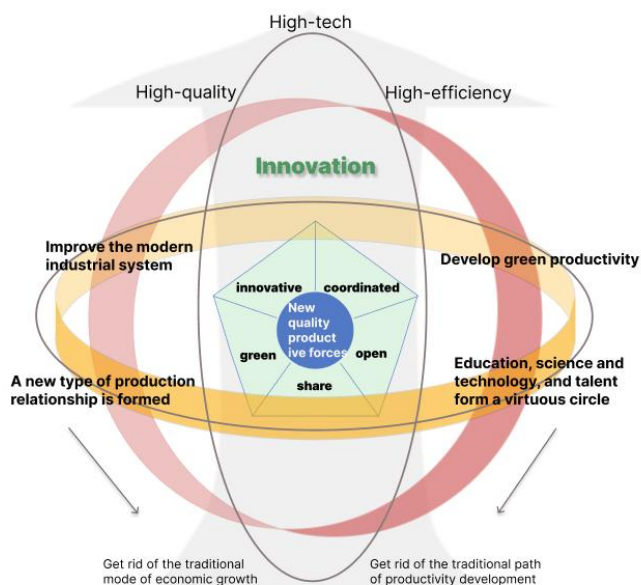 High-tech
High-quality
High-efficiency
Innovation
Improve the modern
industrial system
Develop green productivity
innovative
coordinated
New
quality
product
ive forces
green
open
share
A new type of production
relationship is formed
Education, science and
technology, and talent
form a virtuous circle
Get rid of the traditional
mode of economic growth
Get rid of the traditional path
of productivity development